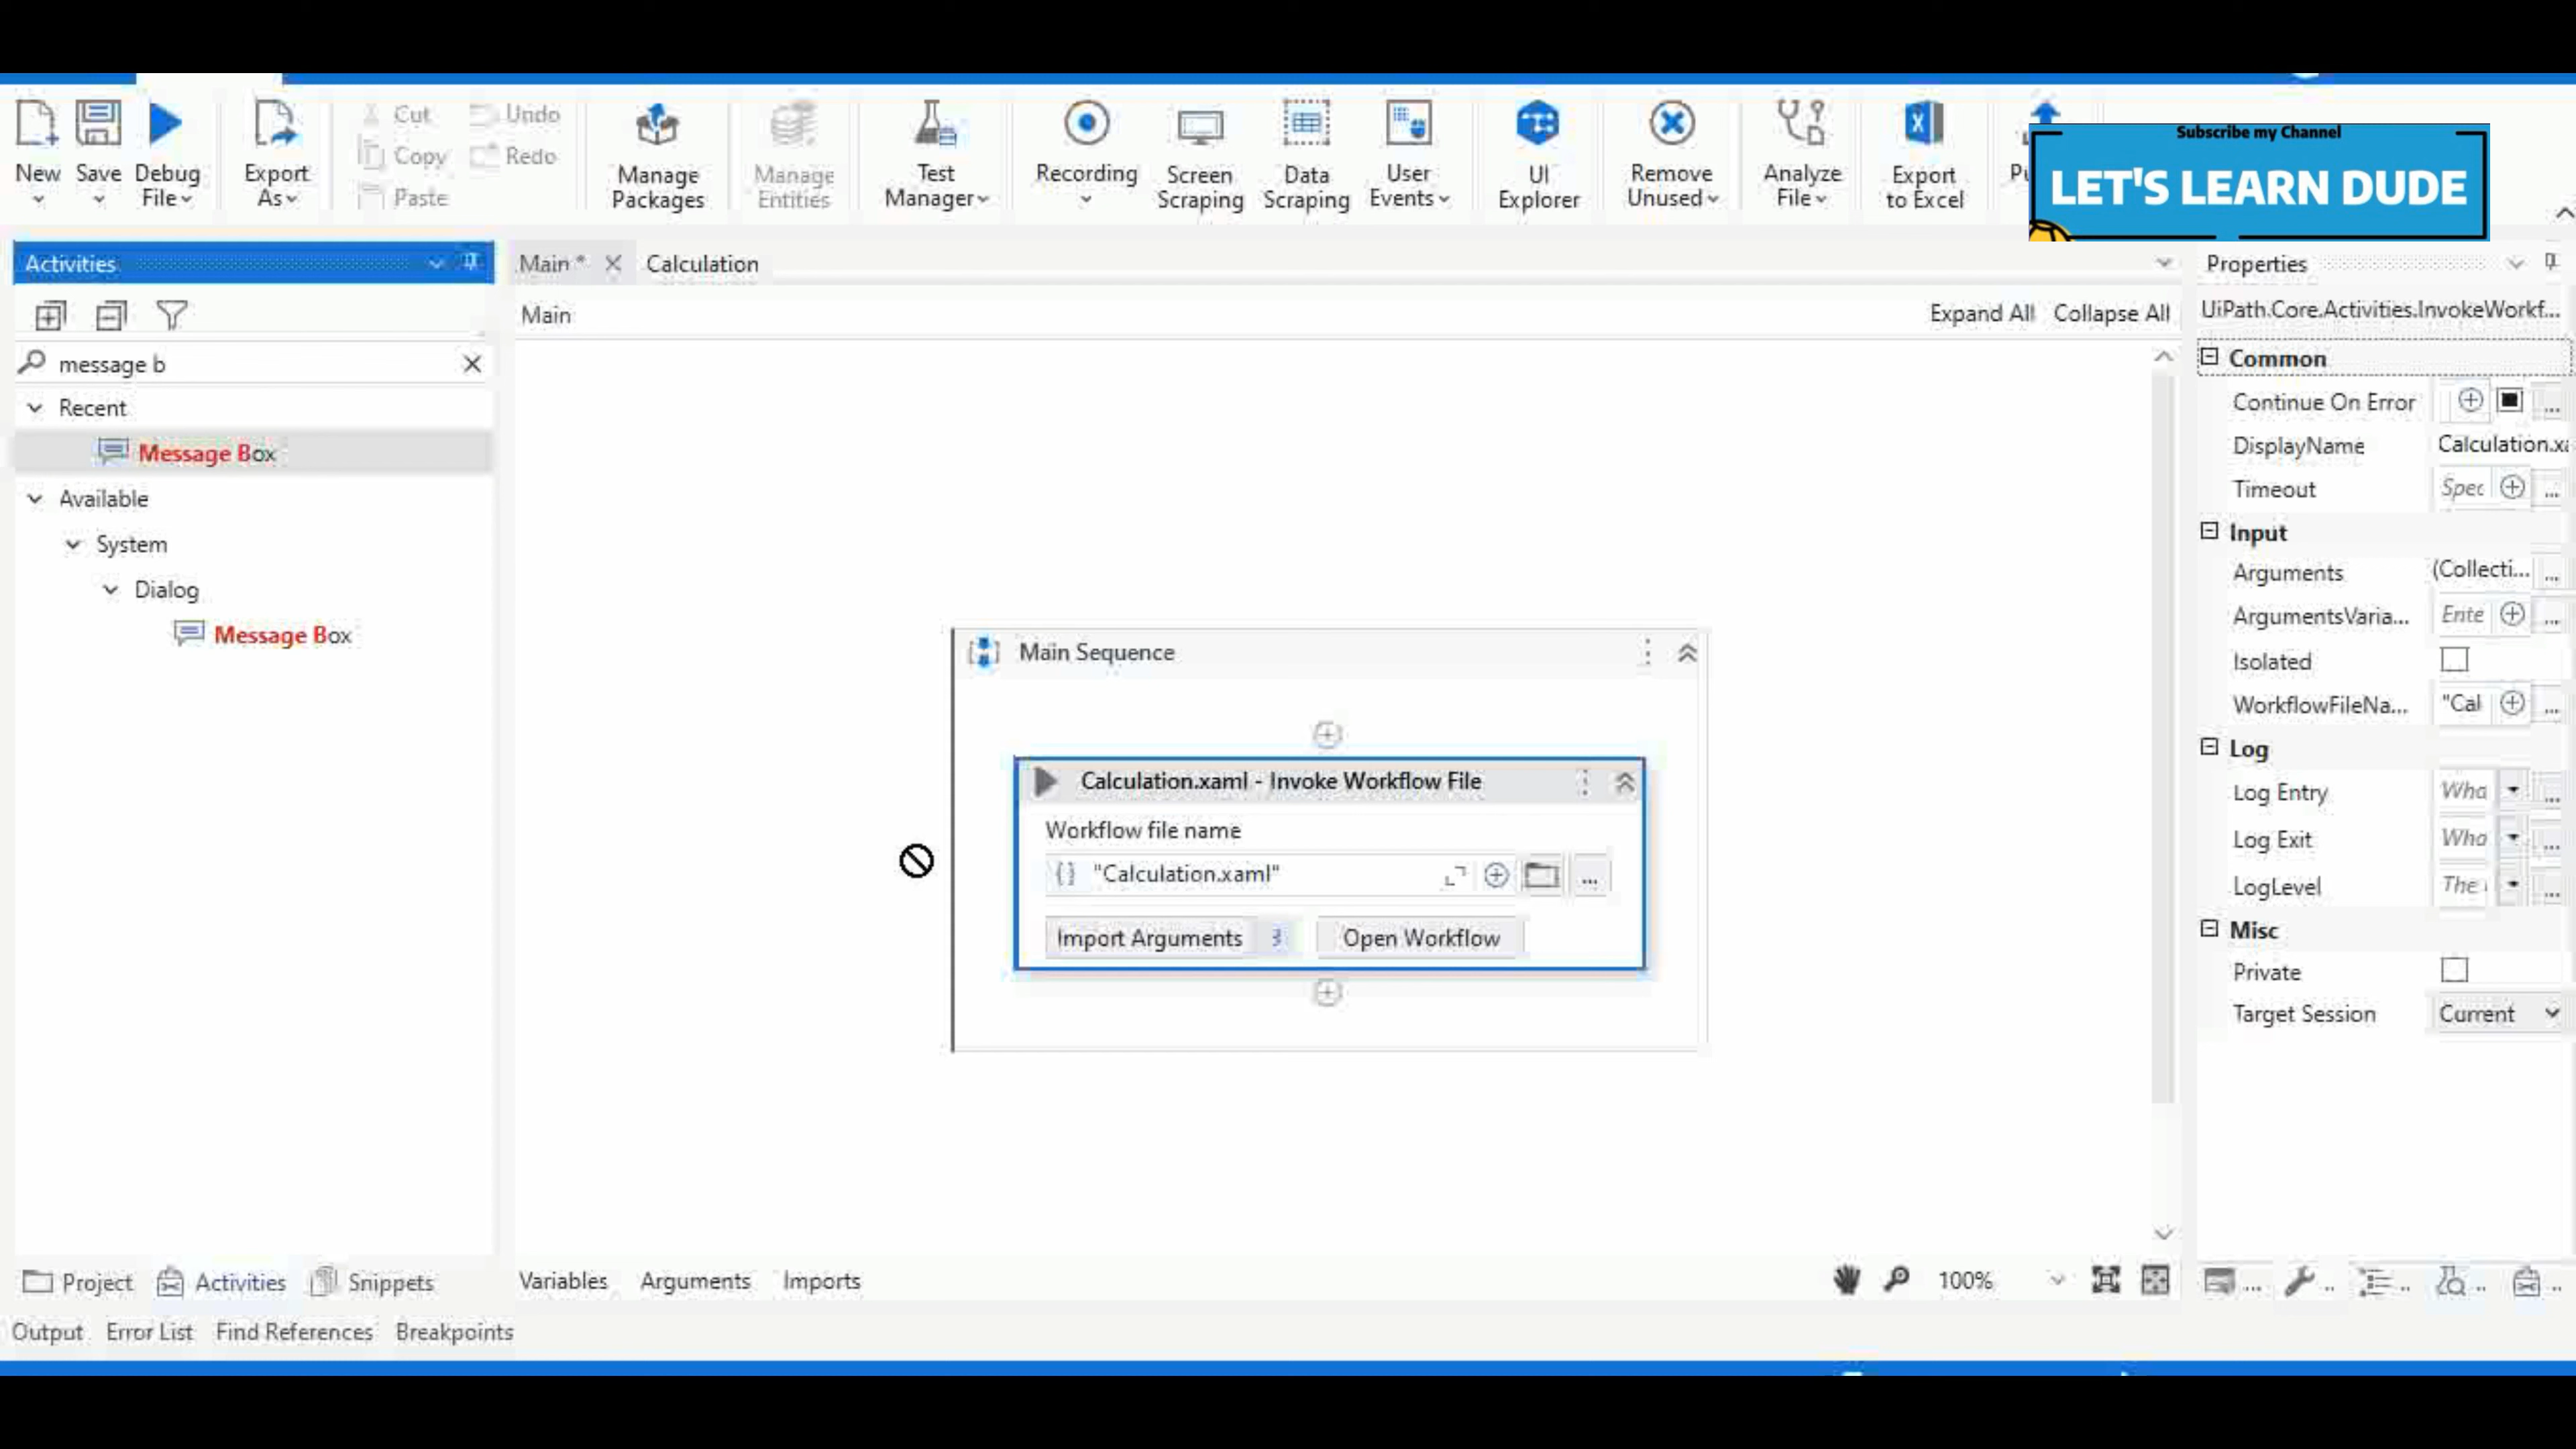 Subscribe my Channel
LET'S LEARN DUDE
New
Save
Debug File
Export As
Cut
Copy
Paste
Undo
Redo
Manage Packages
Manage Entities
Test Manager
Recording
Screen Scraping
Data Scraping
User Events
UI Explorer
Remove Unused
Analyze File
Export to Excel
Activities
message b
Recent
Message Box
Available
System
Dialog
Message Box
Main *
Calculation
Main
Expand All
Collapse All
Main Sequence
Calculation.xaml - Invoke Workflow File
Workflow file name
"Calculation.xaml"
...
Import Arguments 3
Open Workflow
Properties
UiPath.Core.Activities.InvokeWorkf...
Common
Continue On Error ...
DisplayName
Timeout ...
Input
Arguments (Collecti... ...
ArgumentsVaria... Ente ...
Isolated
WorkflowFileNa... "Cal ...
Log
Log Entry Wha ...
Log Exit Wha ...
LogLevel The ...
Misc
Private
Target Session Current
Project
Activities
Snippets
Variables
Arguments
Imports
100%
Output
Error List
Find References
Breakpoints